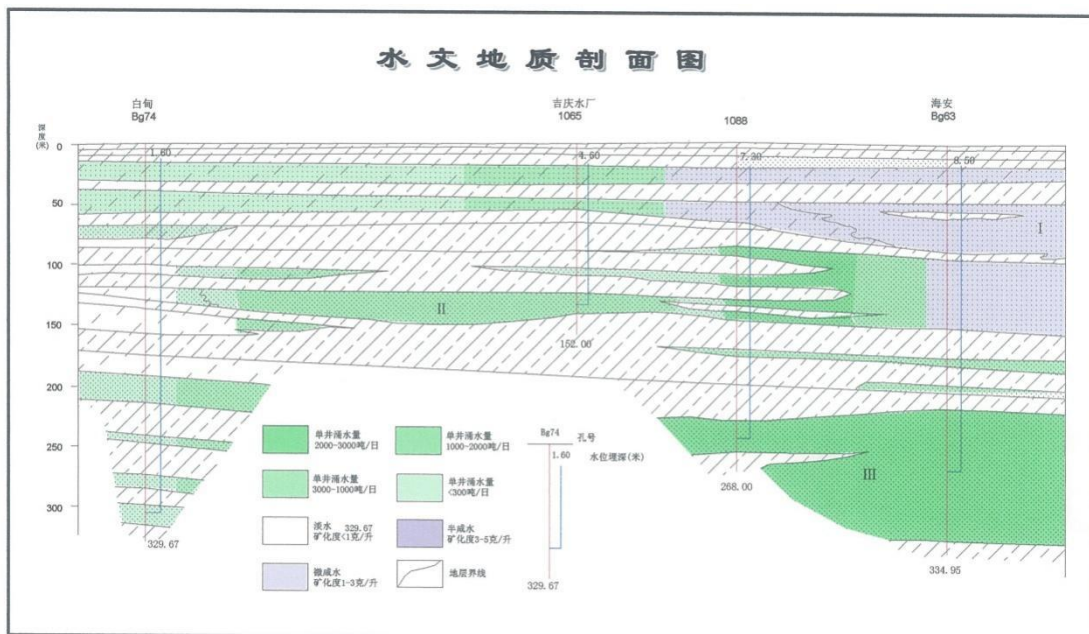 水文地质剖面图
白甸
Bg74
吉庆水厂
1065
1088
海安
Bg63
深度
(米)
0
50
100
150
200
250
300
1.60
4.60
7.30
8.50
I
II
III
152.00
268.00
329.67
334.95
单井涌水量
2000-3000吨/日
单井涌水量
1000-2000吨/日
单井涌水量
3000-1000吨/日
单井涌水量
<300吨/日
淡水 329.67
矿化度<1克/升
半咸水
矿化度3-5克/升
微咸水
矿化度1-3克/升
地层界线
Bg74 孔号
1.60 水位埋深(米)
329.67